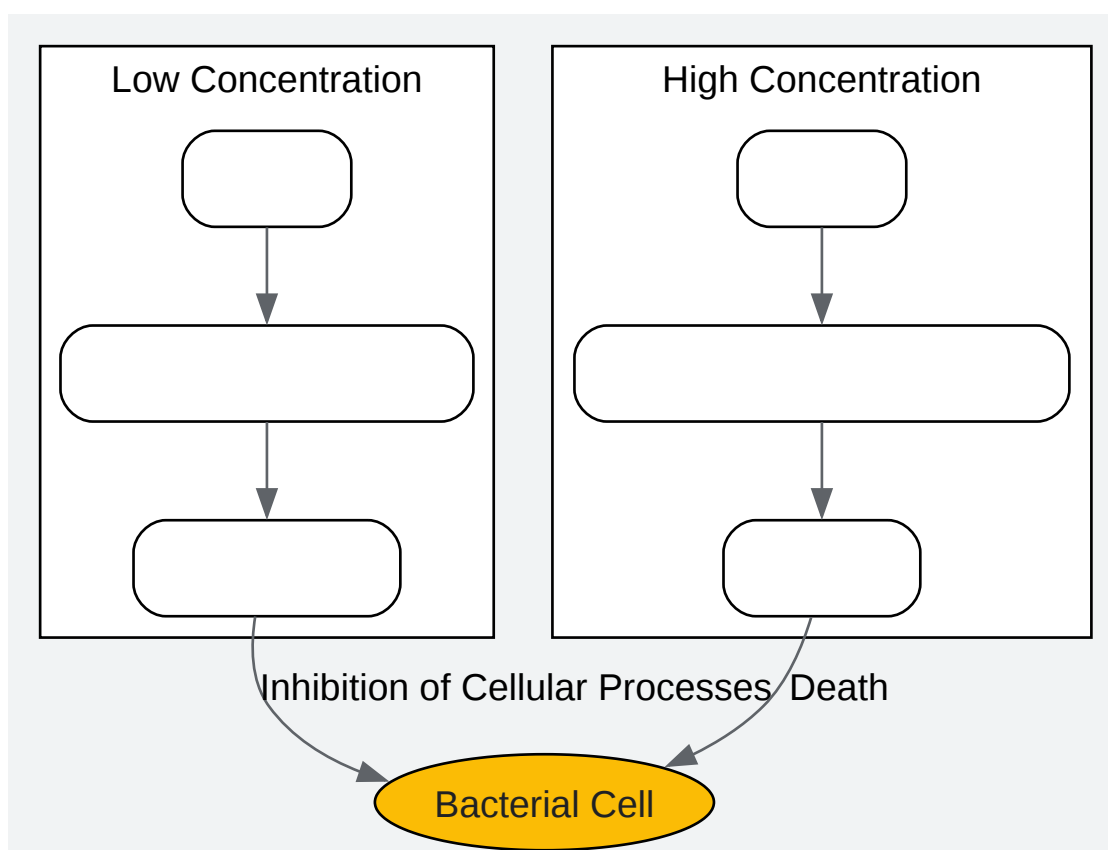 Low Concentration
High Concentration
Inhibition of Cellular Processes
Death
Bacterial Cell